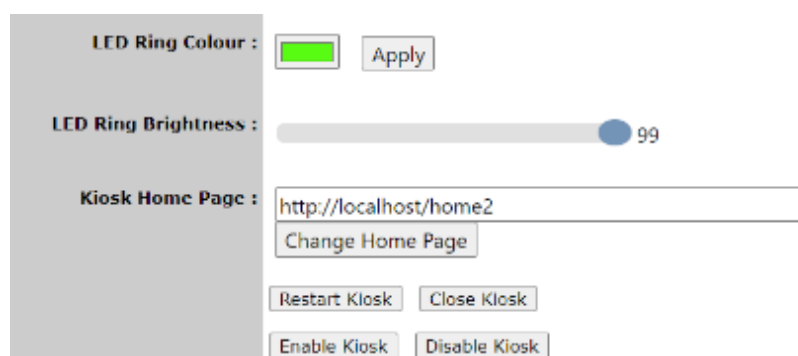 LED Ring Colour :
Apply
LED Ring Brightness :
99
Kiosk Home Page :
http://localhost/home2
Change Home Page
Restart Kiosk Close Kiosk
Enable Kiosk Disable Kiosk